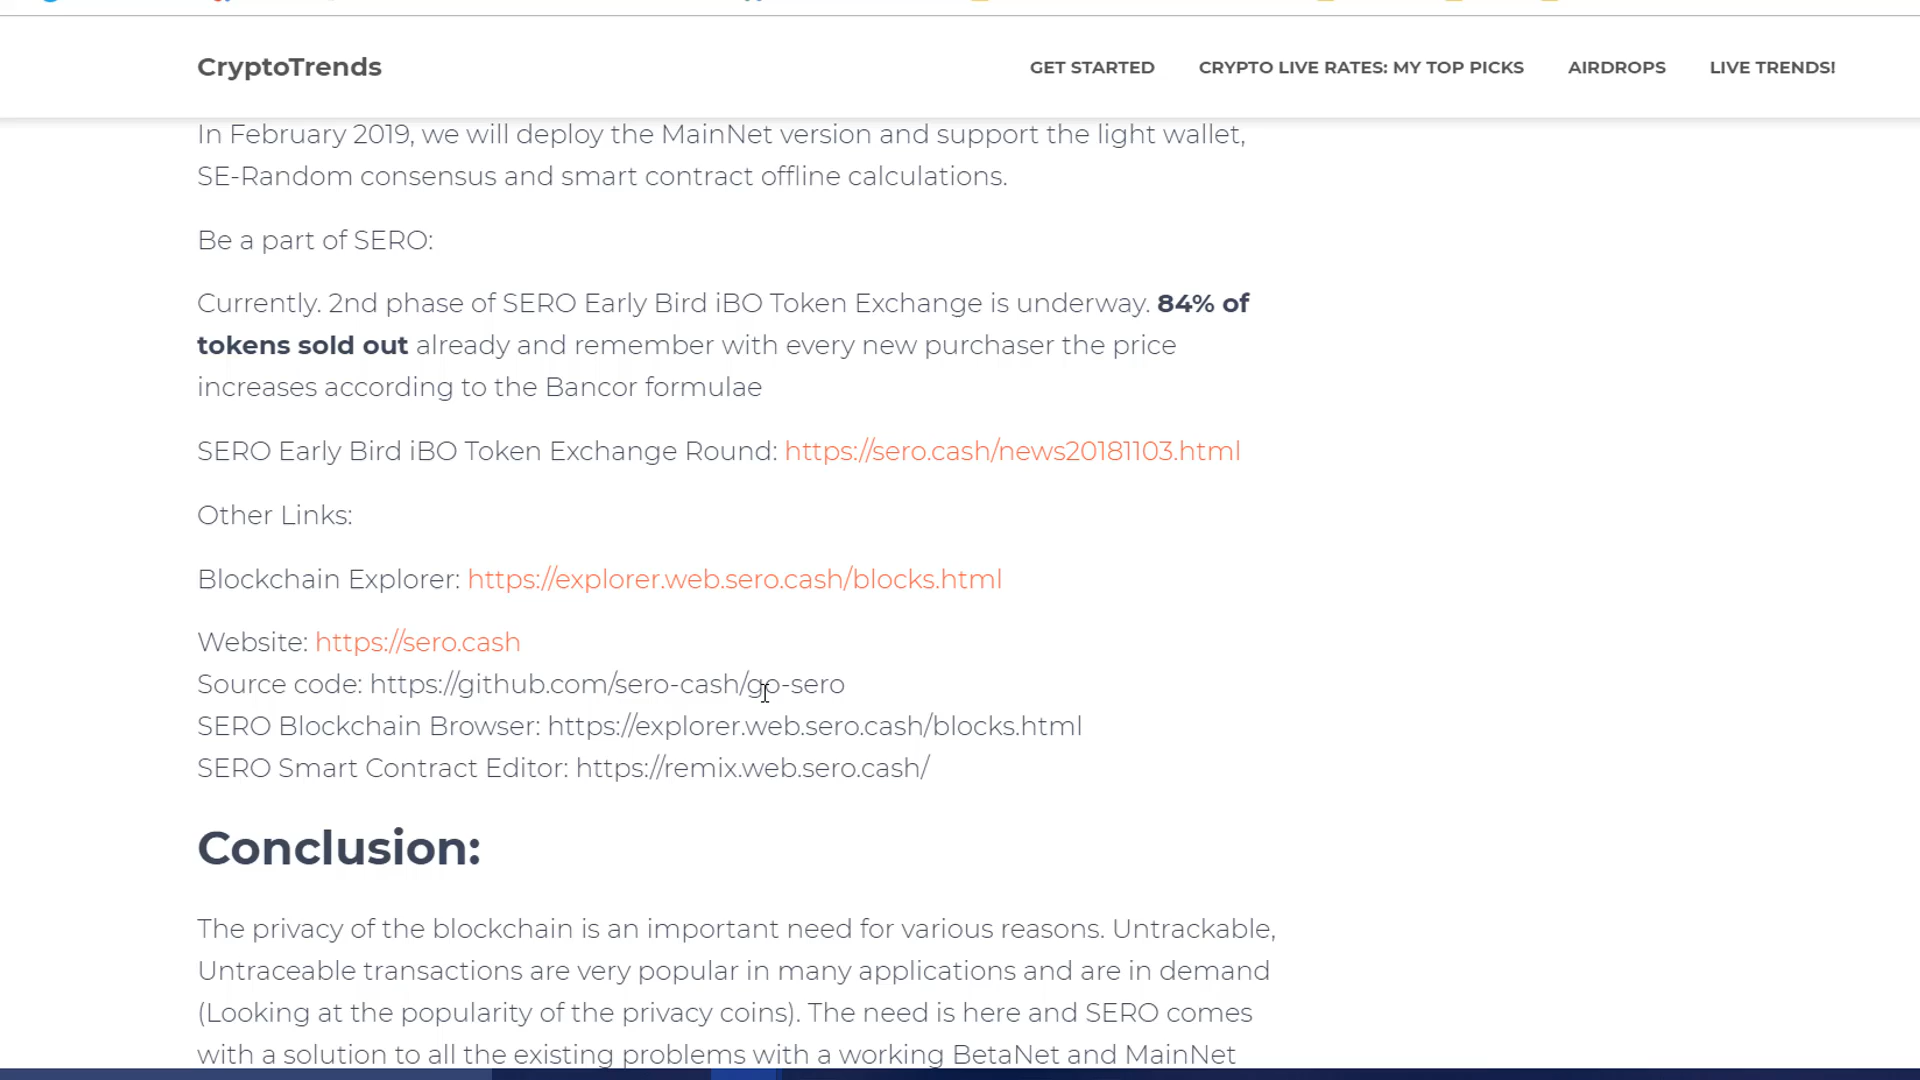 CryptoTrends
GET STARTED
CRYPTO LIVE RATES: MY TOP PICKS
AIRDROPS
LIVE TRENDS!
In February 2019, we will deploy the MainNet version and support the light wallet,
SE-Random consensus and smart contract offline calculations.
Be a part of SERO:
Currently. 2nd phase of SERO Early Bird iBO Token Exchange is underway. 84% of
tokens sold out already and remember with every new purchaser the price
increases according to the Bancor formulae
SERO Early Bird iBO Token Exchange Round: https://sero.cash/news20181103.html
Other Links:
Blockchain Explorer: https://explorer.web.sero.cash/blocks.html
Website: https://sero.cash
Source code: https://github.com/sero-cash/go-sero
SERO Blockchain Browser: https://explorer.web.sero.cash/blocks.html
SERO Smart Contract Editor: https://remix.web.sero.cash/
Conclusion:
The privacy of the blockchain is an important need for various reasons. Untrackable,
Untraceable transactions are very popular in many applications and are in demand
(Looking at the popularity of the privacy coins). The need is here and SERO comes
with a solution to all the existing problems with a working BetaNet and MainNet